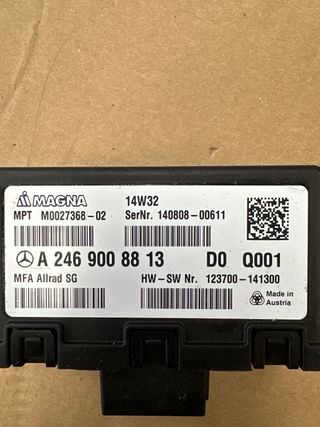 MAGNA 14W32
MPT M0027368-02 SerNr. 140808-00611
A 246 900 88 13 D0 Q001
MFA Allrad SG HW-SW Nr. 123700-141300
Made in
Austria